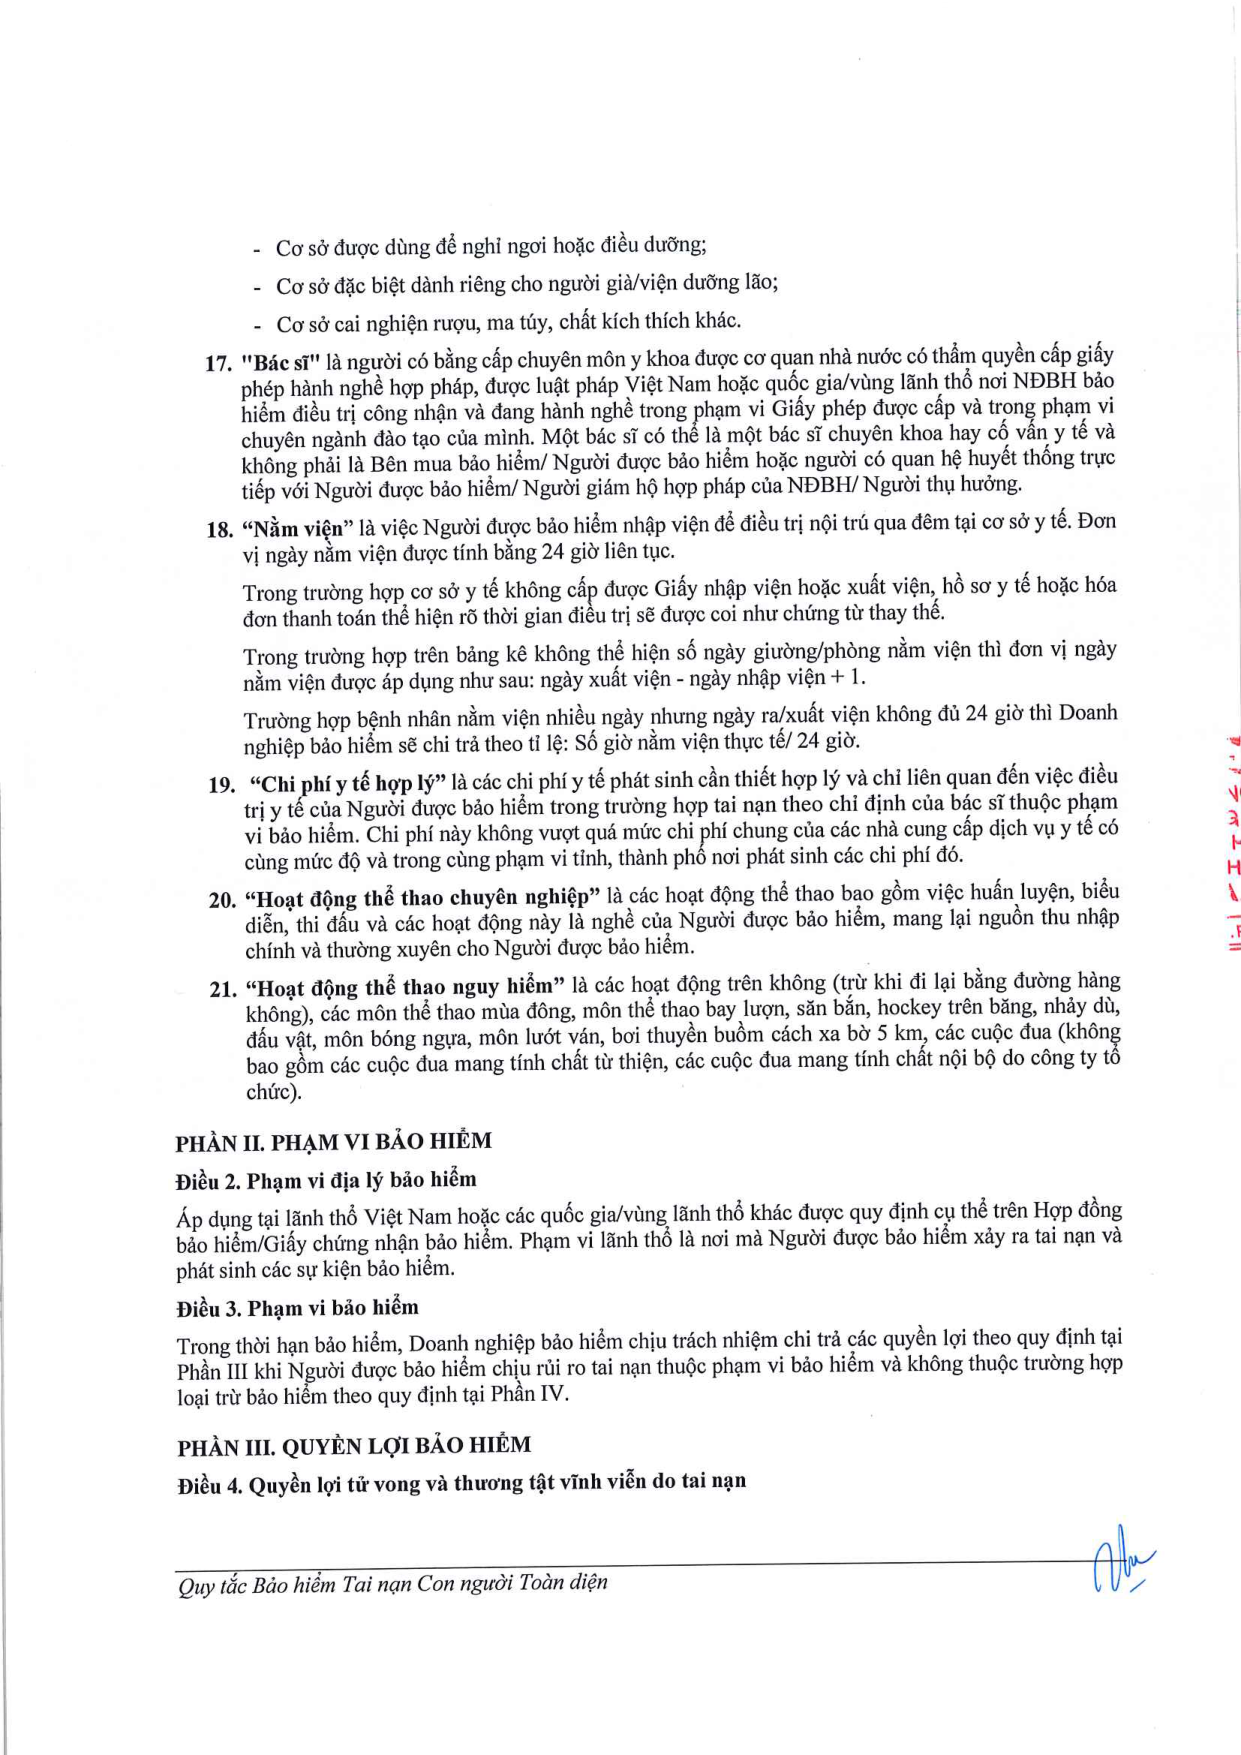 - Cơ sở được dùng để nghỉ ngơi hoặc điều dưỡng;
- Cơ sở đặc biệt dành riêng cho người già/viện dưỡng lão;
- Cơ sở cai nghiện rượu, ma túy, chất kích thích khác.
17. "Bác sĩ" là người có bằng cấp chuyên môn y khoa được cơ quan nhà nước có thẩm quyền cấp giấy
phép hành nghề hợp pháp, được luật pháp Việt Nam hoặc quốc gia/vùng lãnh thổ nơi NĐBH bảo
hiểm điều trị công nhận và đang hành nghề trong phạm vi Giấy phép được cấp và trong phạm vi
chuyên ngành đào tạo của mình. Một bác sĩ có thể là một bác sĩ chuyên khoa hay cố vấn y tế và
không phải là Bên mua bảo hiểm/ Người được bảo hiểm hoặc người có quan hệ huyết thống trực
tiếp với Người được bảo hiểm/ Người giám hộ hợp pháp của NĐBH/ Người thụ hưởng.
18. “Nằm viện” là việc Người được bảo hiểm nhập viện để điều trị nội trú qua đêm tại cơ sở y tế. Đơn
vị ngày nằm viện được tính bằng 24 giờ liên tục.
Trong trường hợp cơ sở y tế không cấp được Giấy nhập viện hoặc xuất viện, hồ sơ y tế hoặc hóa
đơn thanh toán thể hiện rõ thời gian điều trị sẽ được coi như chứng từ thay thế.
Trong trường hợp trên bảng kê không thể hiện số ngày giường/phòng nằm viện thì đơn vị ngày
nằm viện được áp dụng như sau: ngày xuất viện - ngày nhập viện + 1.
Trường hợp bệnh nhân nằm viện nhiều ngày nhưng ngày ra/xuất viện không đủ 24 giờ thì Doanh
nghiệp bảo hiểm sẽ chi trả theo tỉ lệ: Số giờ nằm viện thực tế/ 24 giờ.
19. “Chi phí y tế hợp lý” là các chi phí y tế phát sinh cần thiết hợp lý và chỉ liên quan đến việc điều
trị y tế của Người được bảo hiểm trong trường hợp tai nạn theo chỉ định của bác sĩ thuộc phạm
vi bảo hiểm. Chi phí này không vượt quá mức chi phí chung của các nhà cung cấp dịch vụ y tế có
cùng mức độ và trong cùng phạm vi tỉnh, thành phố nơi phát sinh các chi phí đó.
20. “Hoạt động thể thao chuyên nghiệp” là các hoạt động thể thao bao gồm việc huấn luyện, biểu
diễn, thi đấu và các hoạt động này là nghề của Người được bảo hiểm, mang lại nguồn thu nhập
chính và thường xuyên cho Người được bảo hiểm.
21. “Hoạt động thể thao nguy hiểm” là các hoạt động trên không (trừ khi đi lại bằng đường hàng
không), các môn thể thao mùa đông, môn thể thao bay lượn, săn bắn, hockey trên băng, nhảy dù,
đấu vật, môn bóng ngựa, môn lướt ván, bơi thuyền buồm cách xa bờ 5 km, các cuộc đua (không
bao gồm các cuộc đua mang tính chất từ thiện, các cuộc đua mang tính chất nội bộ do công ty tổ
chức).
PHẦN II. PHẠM VI BẢO HIỂM
Điều 2. Phạm vi địa lý bảo hiểm
Áp dụng tại lãnh thổ Việt Nam hoặc các quốc gia/vùng lãnh thổ khác được quy định cụ thể trên Hợp đồng
bảo hiểm/Giấy chứng nhận bảo hiểm. Phạm vi lãnh thổ là nơi mà Người được bảo hiểm xảy ra tai nạn và
phát sinh các sự kiện bảo hiểm.
Điều 3. Phạm vi bảo hiểm
Trong thời hạn bảo hiểm, Doanh nghiệp bảo hiểm chịu trách nhiệm chi trả các quyền lợi theo quy định tại
Phần III khi Người được bảo hiểm chịu rủi ro tai nạn thuộc phạm vi bảo hiểm và không thuộc trường hợp
loại trừ bảo hiểm theo quy định tại Phần IV.
PHẦN III. QUYỀN LỢI BẢO HIỂM
Điều 4. Quyền lợi tử vong và thương tật vĩnh viễn do tai nạn
Quy tắc Bảo hiểm Tai nạn Con người Toàn diện